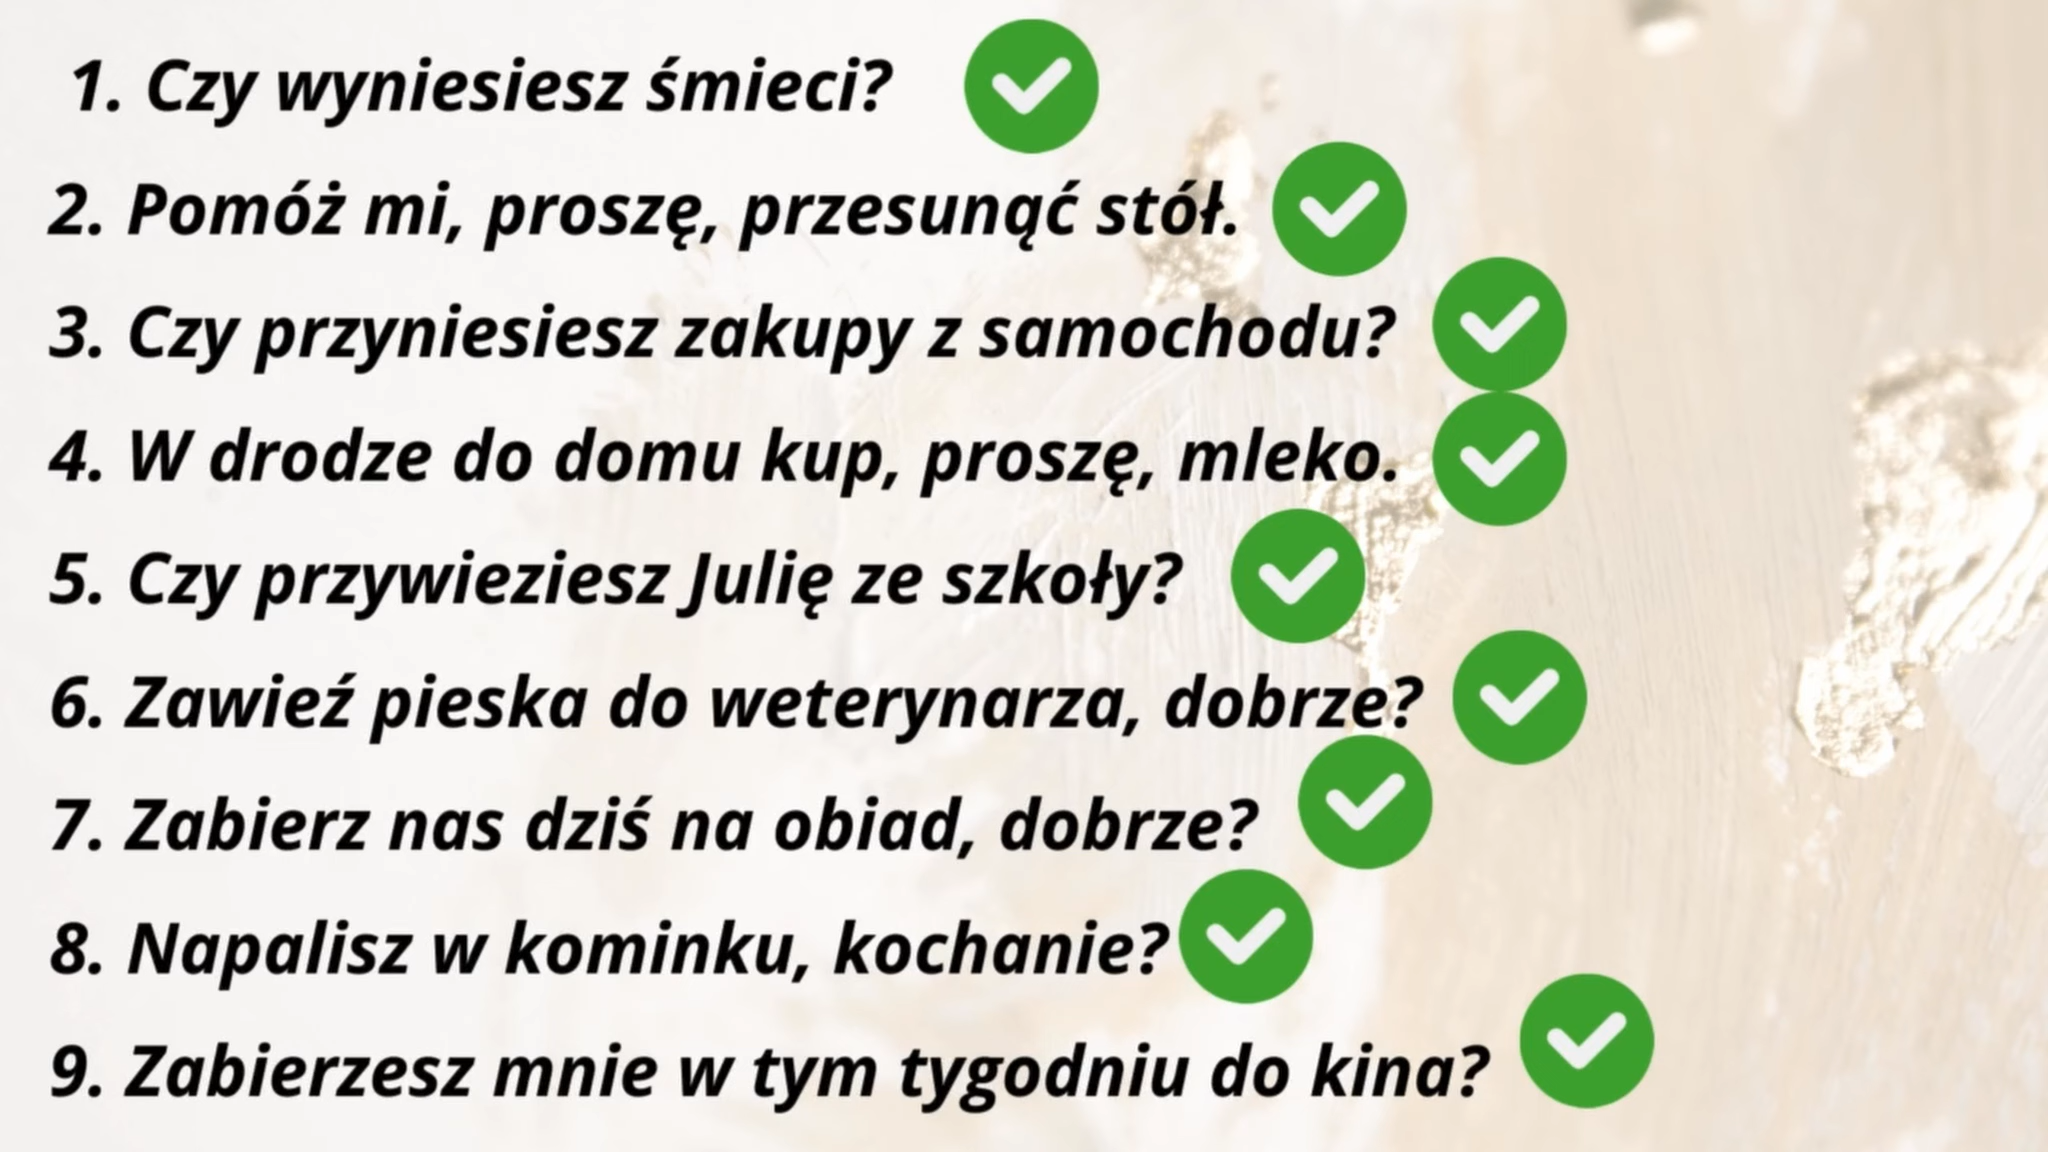 1. Czy wyniesiesz śmieci?
2. Pomóż mi, proszę, przesunąć stół.
3. Czy przyniesiesz zakupy z samochodu?
4. W drodze do domu kup, proszę, mleko.
5. Czy przywieziesz Julię ze szkoły?
6. Zawieź pieska do weterynarza, dobrze?
7. Zabierz nas dziś na obiad, dobrze?
8. Napalisz w kominku, kochanie?
9. Zabierzesz mnie w tym tygodniu do kina?